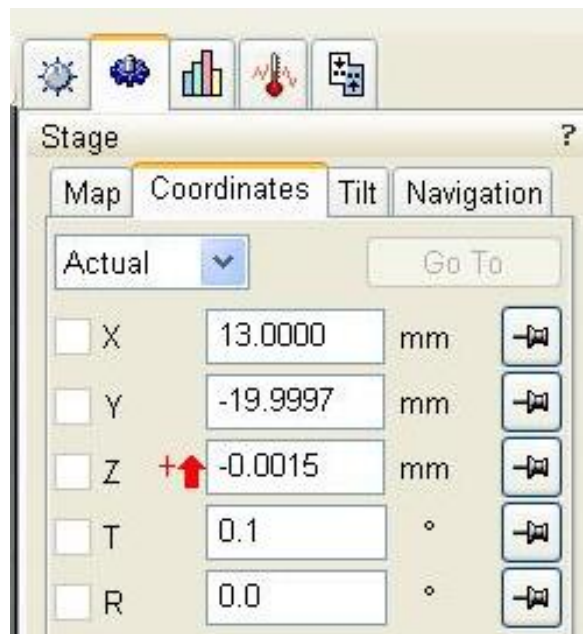 Stage ?
Map Coordinates Tilt Navigation
Actual Go To
X 13.0000 mm
Y -19.9997 mm
Z + -0.0015 mm
T 0.1 °
R 0.0 °